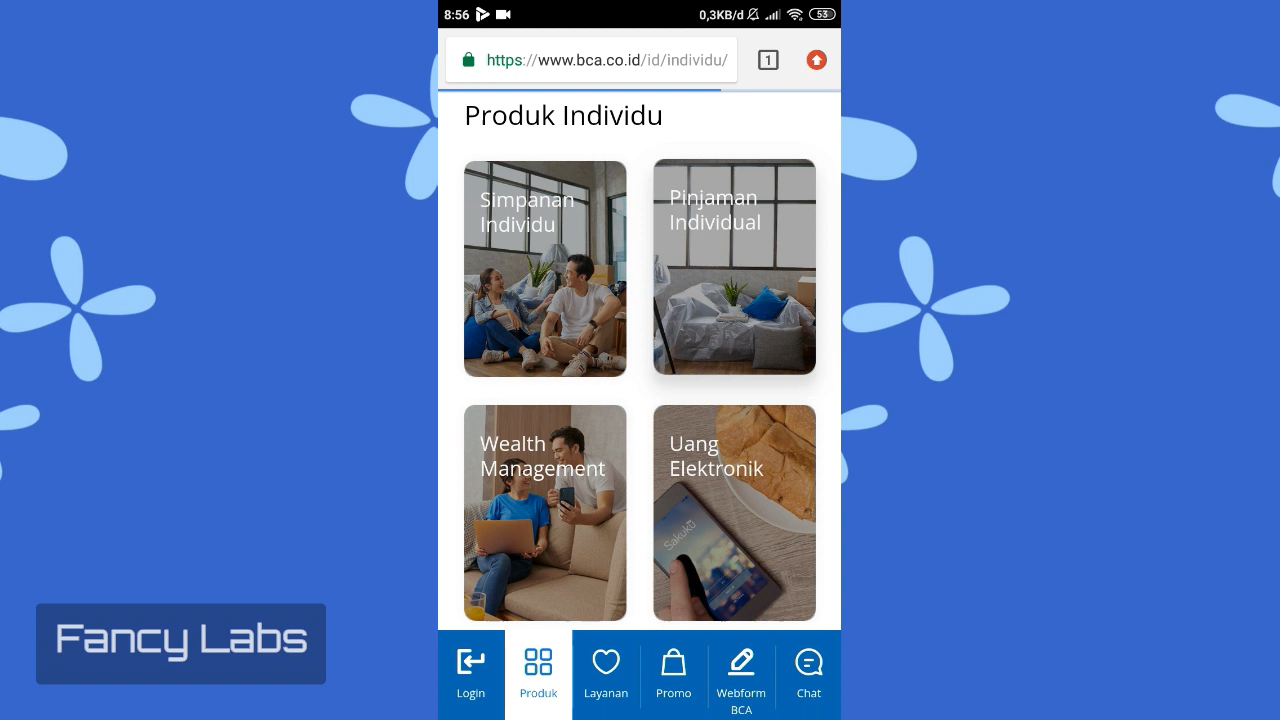 8:56
0,3KB/d
53
https://www.bca.co.id/id/individu/
1
Produk Individu
Simpanan
Individu
Pinjaman
Individual
Wealth
Management
Uang
Elektronik
Sakuku
Fancy Labs
Login
Produk
Layanan
Promo
Webform
BCA
Chat